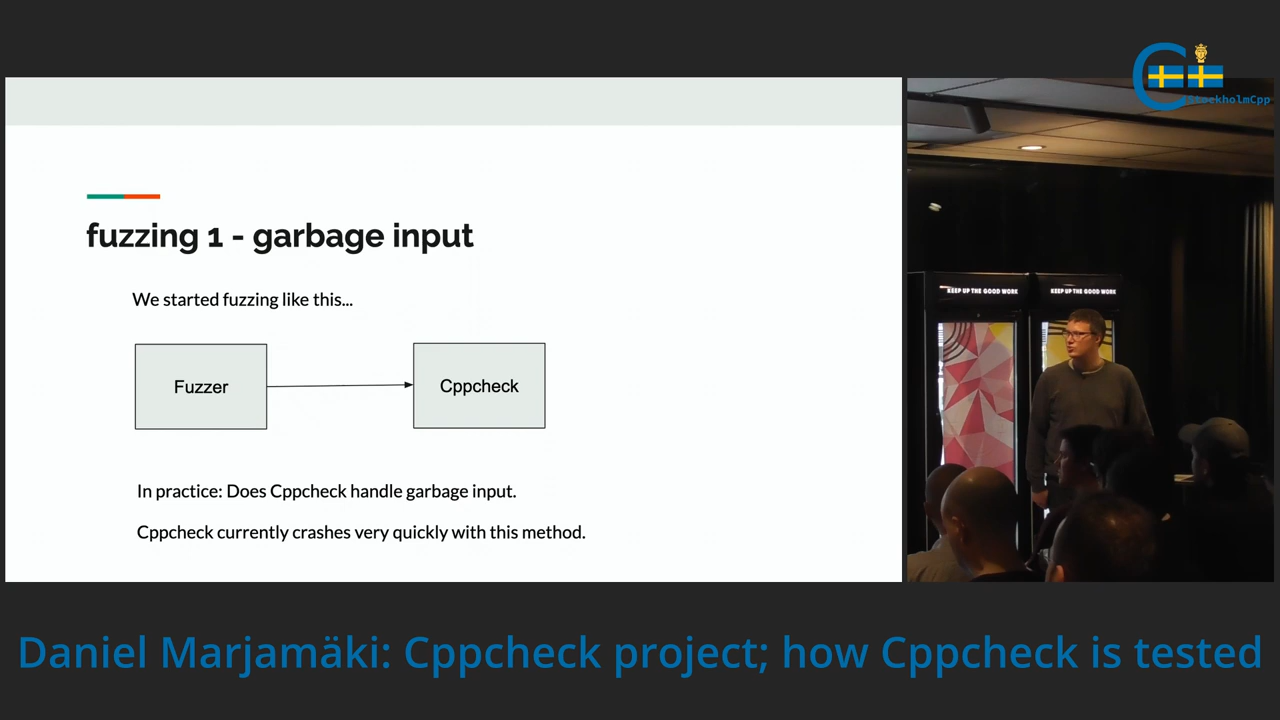 StockholmCpp
fuzzing 1 - garbage input
We started fuzzing like this...
Fuzzer
Cppcheck
In practice: Does Cppcheck handle garbage input.
Cppcheck currently crashes very quickly with this method.
KEEP UP THE GOOD WORK
KEEP UP THE GOOD WORK
Daniel Marjamäki: Cppcheck project; how Cppcheck is tested